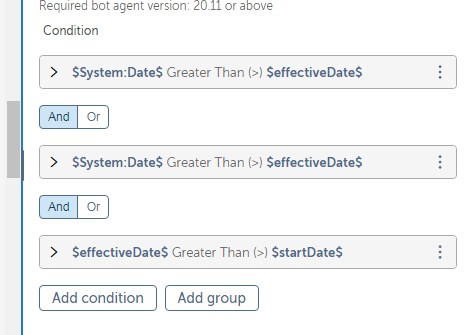 Required bot agent version: 20.11 or above
Condition
$System:Date$ Greater Than (>) $effectiveDate$
And Or
$System:Date$ Greater Than (>) $effectiveDate$
And Or
$effectiveDate$ Greater Than (>) $startDate$
Add condition Add group